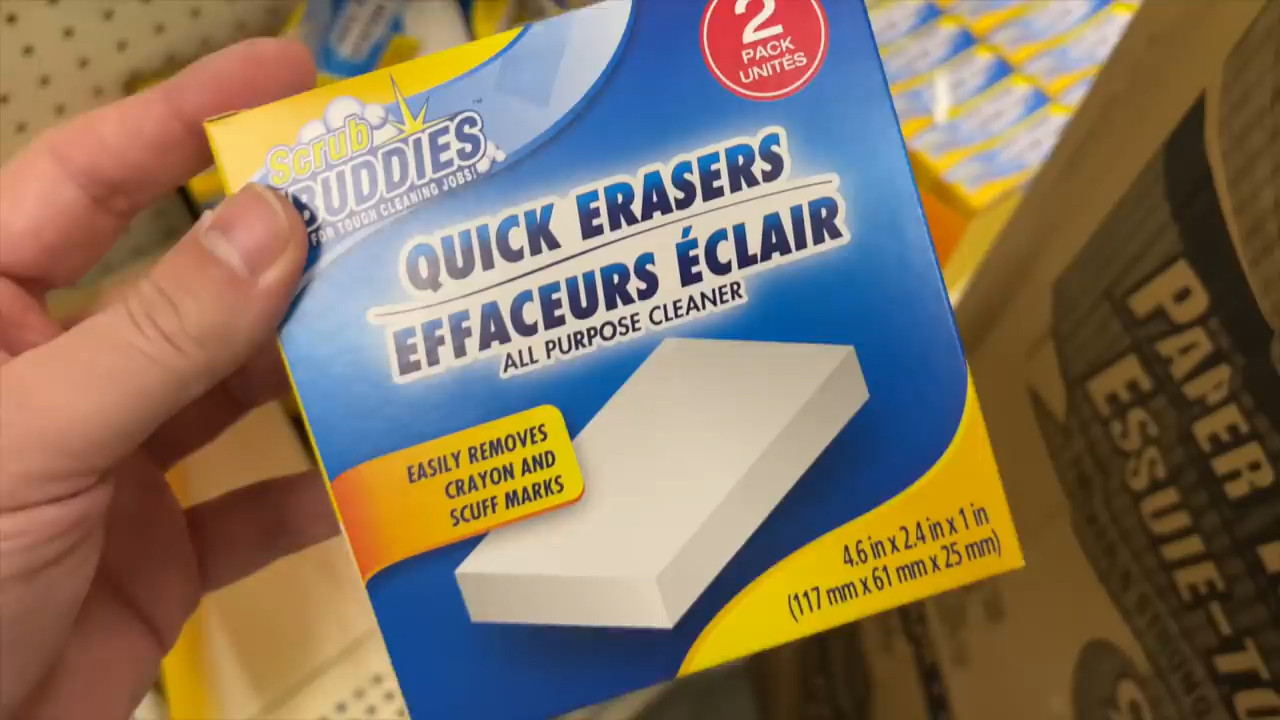 2
PACK
UNITÉS
Scrub
BUDDIES™
FOR TOUGH CLEANING JOBS!
QUICK ERASERS
EFFACEURS ÉCLAIR
ALL PURPOSE CLEANER
EASILY REMOVES
CRAYON AND
SCUFF MARKS
4.6 in x 2.4 in x 1 in
(117 mm x 61 mm x 25 mm)
PAPER
ESSUIE-TO